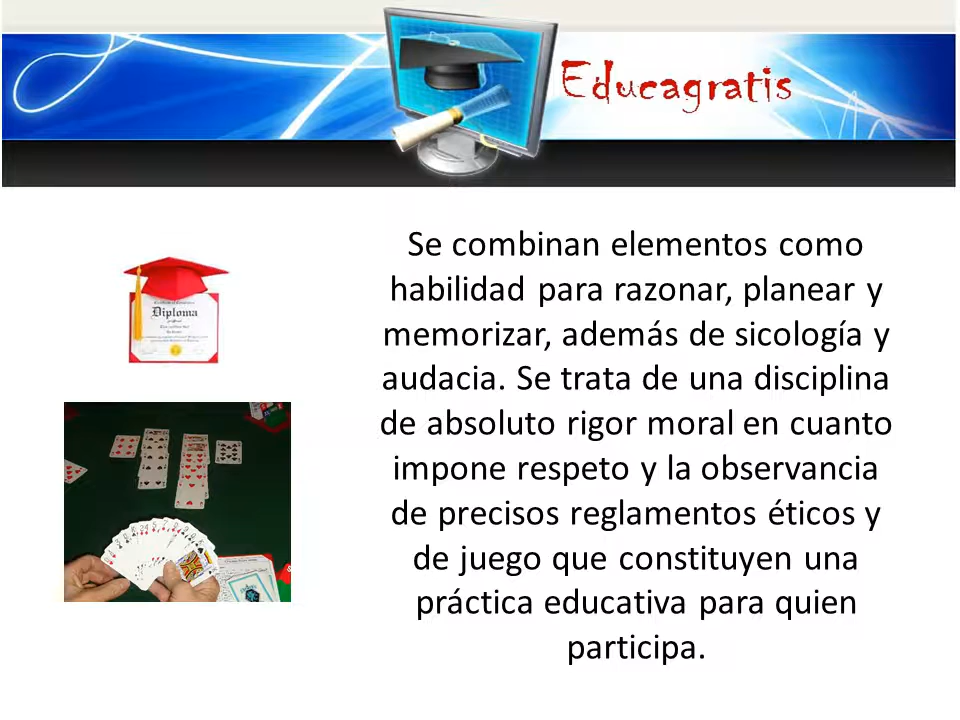 Educagratis
Se combinan elementos como
habilidad para razonar, planear y
memorizar, además de sicología y
audacia. Se trata de una disciplina
de absoluto rigor moral en cuanto
impone respeto y la observancia
de precisos reglamentos éticos y
de juego que constituyen una
práctica educativa para quien
participa.
Diploma